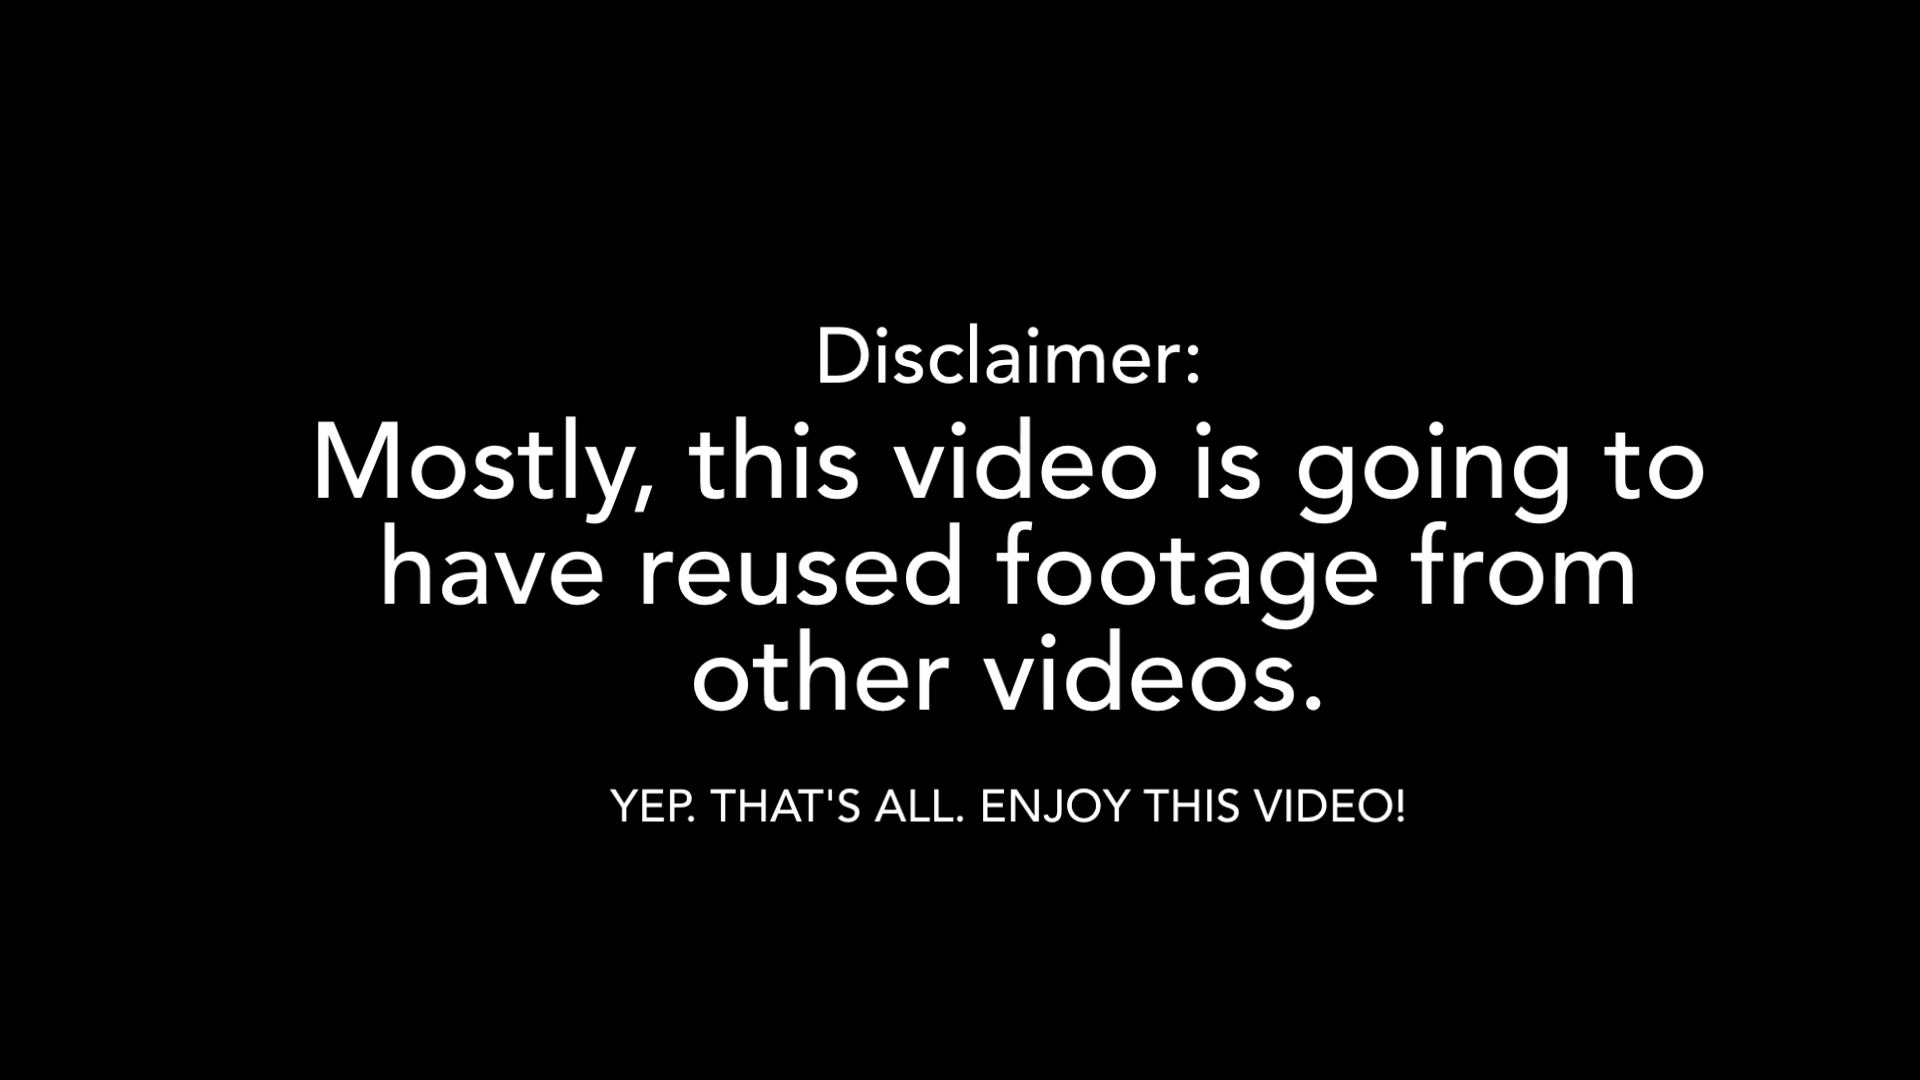 Disclaimer:
Mostly, this video is going to
have reused footage from
other videos.
YEP. THAT'S ALL. ENJOY THIS VIDEO!